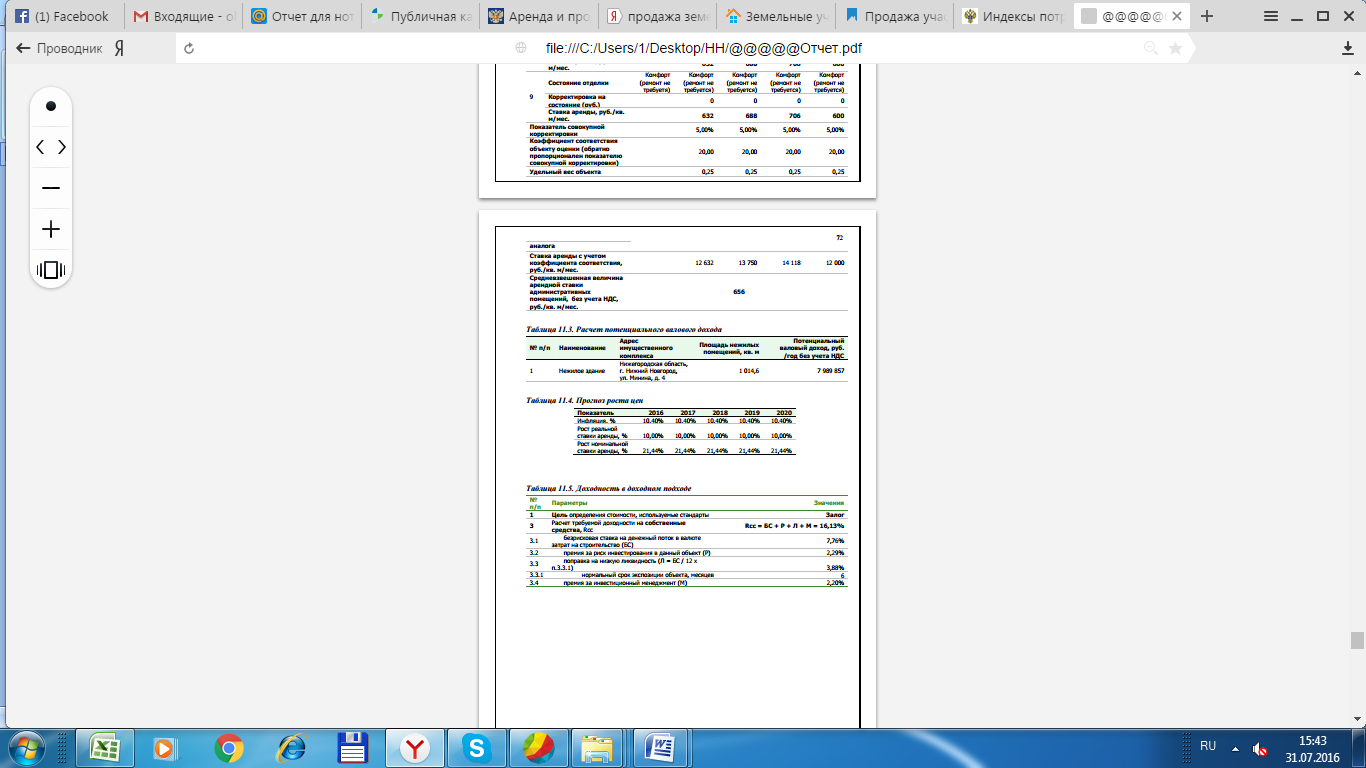 (1) Facebook
Входящие - ol
Отчет для нот
Публичная ка
Аренда и про
продажа земе
Земельные уч
Продажа учас
Индексы потр
@@@@@
Проводник
file:///C:/Users/1/Desktop/НН/@@@@@Отчет.pdf
м/мес. 632 688 706 600
Состояние отделки
Комфорт (ремонт не требуетя) Комфорт (ремонт не требуется) Комфорт (ремонт не требуется) Комфорт (ремонт не требуется)
9 Корректировка на
состояние (руб.) 0 0 0 0
Ставка аренды, руб./кв.
м/мес. 632 688 706 600
Показатель совокупной
корректировки 5,00% 5,00% 5,00% 5,00%
Коэффициент соответствия
объекту оценки (обратно
пропорционален показателю
совокупной корректировки) 20,00 20,00 20,00 20,00
Удельный вес объекта 0,25 0,25 0,25 0,25
72
аналога
Ставка аренды с учетом
коэффициента соответствия,
руб./кв. м/мес. 12 632 13 750 14 118 12 000
Средневзвешенная величина
арендной ставки
административных
помещений, без учета НДС,
руб./кв. м/мес. 656
Таблица 11.3. Расчет потенциального валового дохода
№ п/п Наименование Адрес имущественного комплекса Площадь нежилых помещений, кв. м Потенциальный валовый доход, руб. /год без учета НДС
1 Нежилое здание Нижегородская область, г. Нижний Новгород, ул. Минина, д. 4 1 014,6 7 989 857
Таблица 11.4. Прогноз роста цен
Показатель 2016 2017 2018 2019 2020
Инфляция, % 10,40% 10,40% 10,40% 10,40% 10,40%
Рост реальной
ставки аренды, % 10,00% 10,00% 10,00% 10,00% 10,00%
Рост номинальной
ставки аренды, % 21,44% 21,44% 21,44% 21,44% 21,44%
Таблица 11.5. Доходность в доходном подходе
№ п/п Параметры Значения
1 Цель определения стоимости, используемые стандарты Залог
3 Расчет требуемой доходности на собственные
средства, Rcc Rcc = БС + Р + Л + М = 16,13%
3.1 безрисковая ставка на денежный поток в валюте
затрат на строительство (БС) 7,76%
3.2 премия за риск инвестирования в данный объект (Р) 2,29%
3.3 поправка на низкую ликвидность (Л = БС / 12 х
п.3.3.1) 3,88%
3.3.1 нормальный срок экспозиции объекта, месяцев 6
3.4 премия за инвестиционный менеджмент (М) 2,20%
RU
15:43
31.07.2016